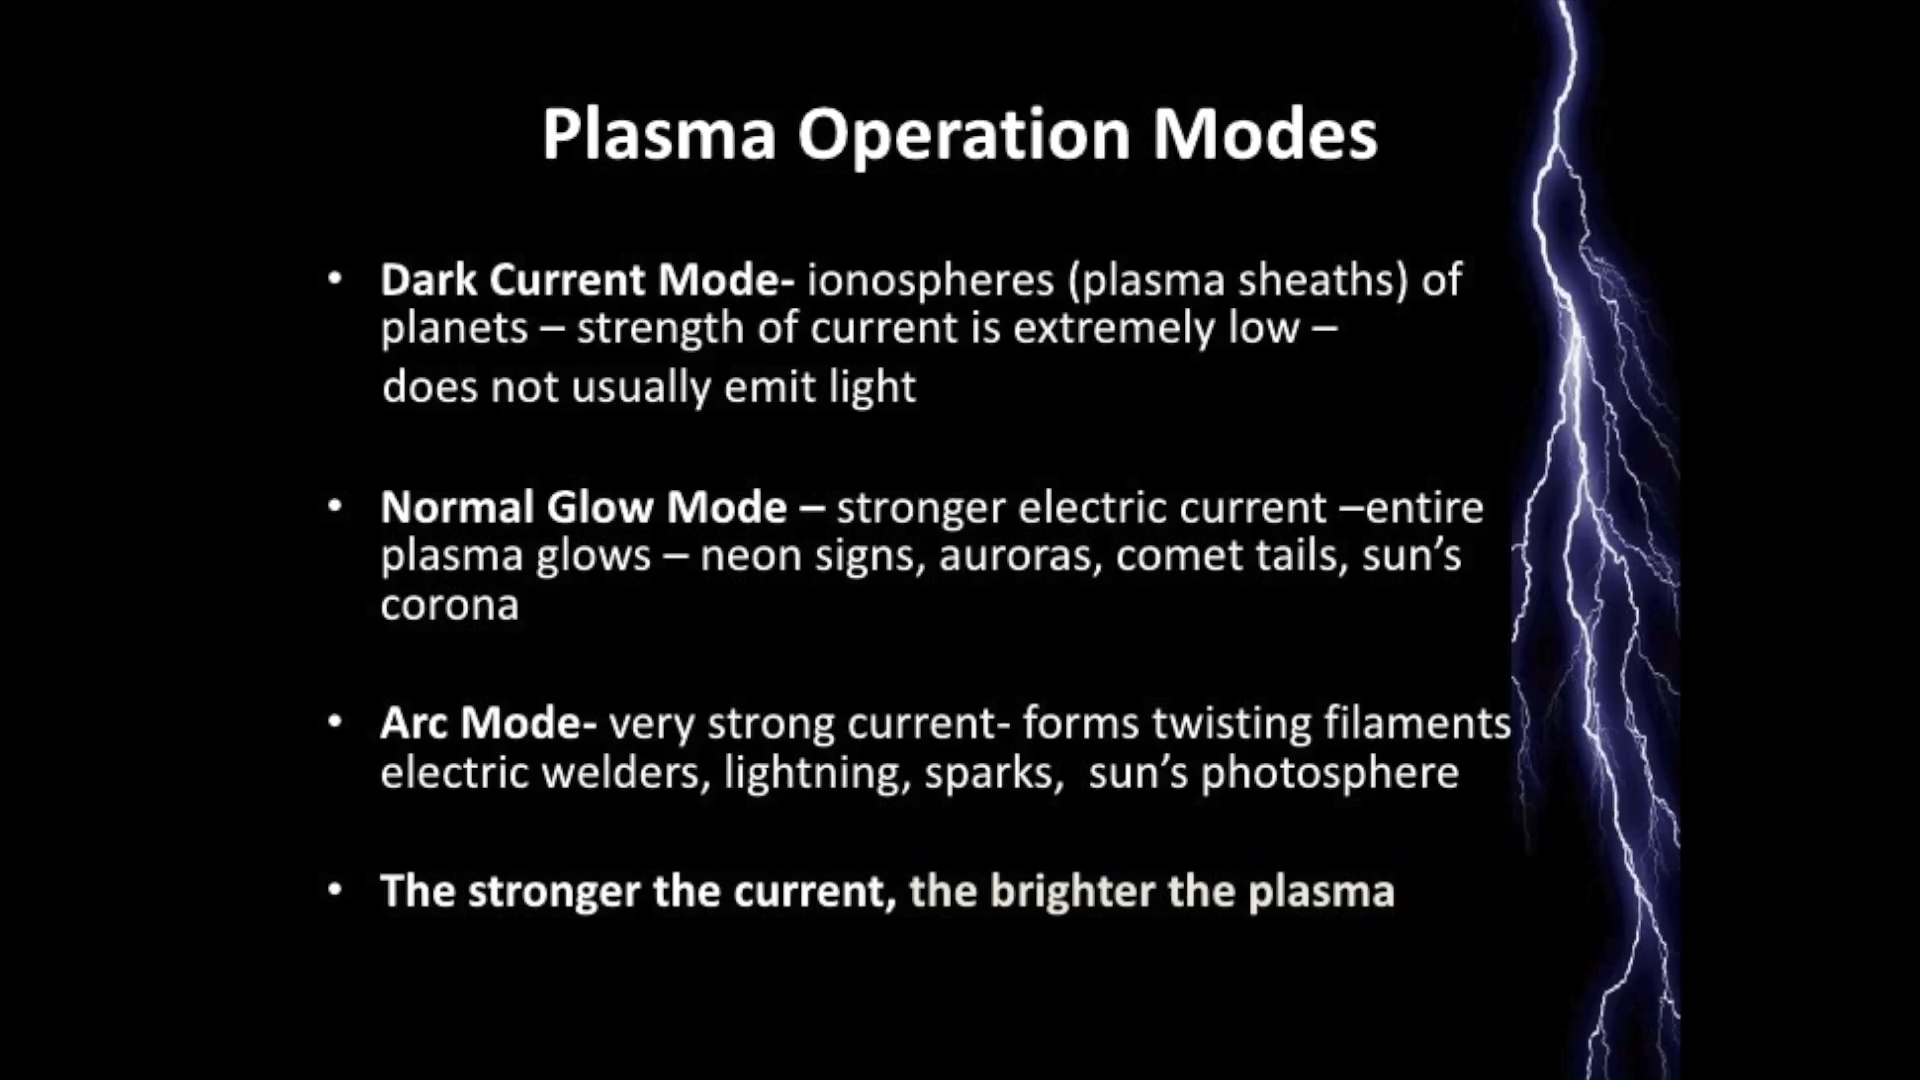 Plasma Operation Modes
• Dark Current Mode- ionospheres (plasma sheaths) of
planets – strength of current is extremely low –
does not usually emit light
• Normal Glow Mode – stronger electric current –entire
plasma glows – neon signs, auroras, comet tails, sun’s
corona
• Arc Mode- very strong current- forms twisting filaments
electric welders, lightning, sparks,  sun’s photosphere
• The stronger the current, the brighter the plasma